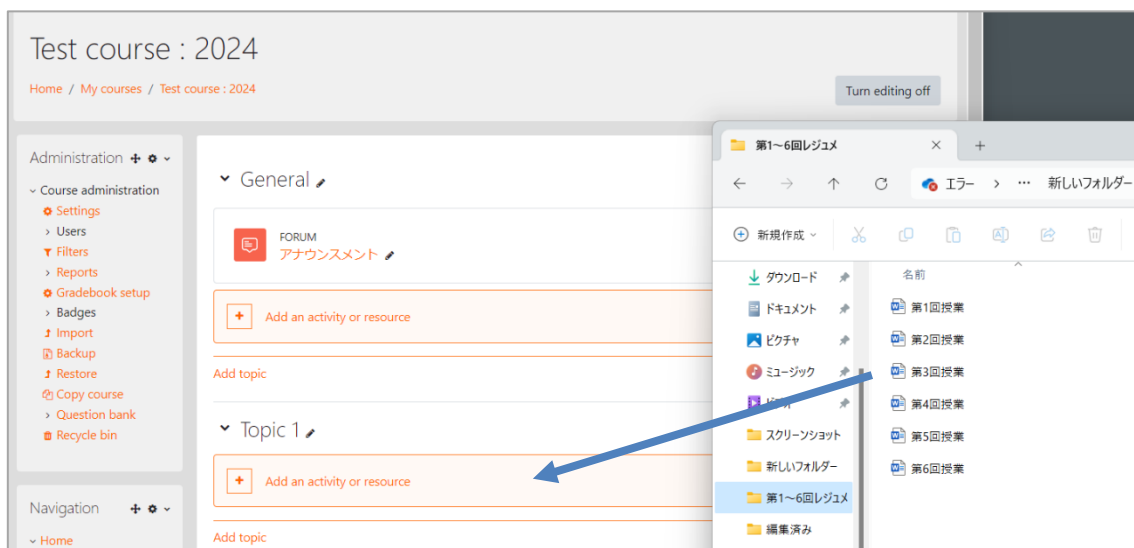 Test course : 2024
Home / My courses / Test course : 2024
Turn editing off
Administration
Course administration
Settings
Users
Filters
Reports
Gradebook setup
Badges
Import
Backup
Restore
Copy course
Question bank
Recycle bin
Navigation
Home
General
FORUM
アナウンスメント
Add an activity or resource
Add topic
Topic 1
Add an activity or resource
Add topic
第1~6回レジュメ
エラー > ... 新しいフォルダー
新規作成
ダウンロード
ドキュメント
ピクチャ
ミュージック
スクリーンショット
新しいフォルダー
第1~6回レジュメ
編集済み
名前
第1回授業
第2回授業
第3回授業
第4回授業
第5回授業
第6回授業